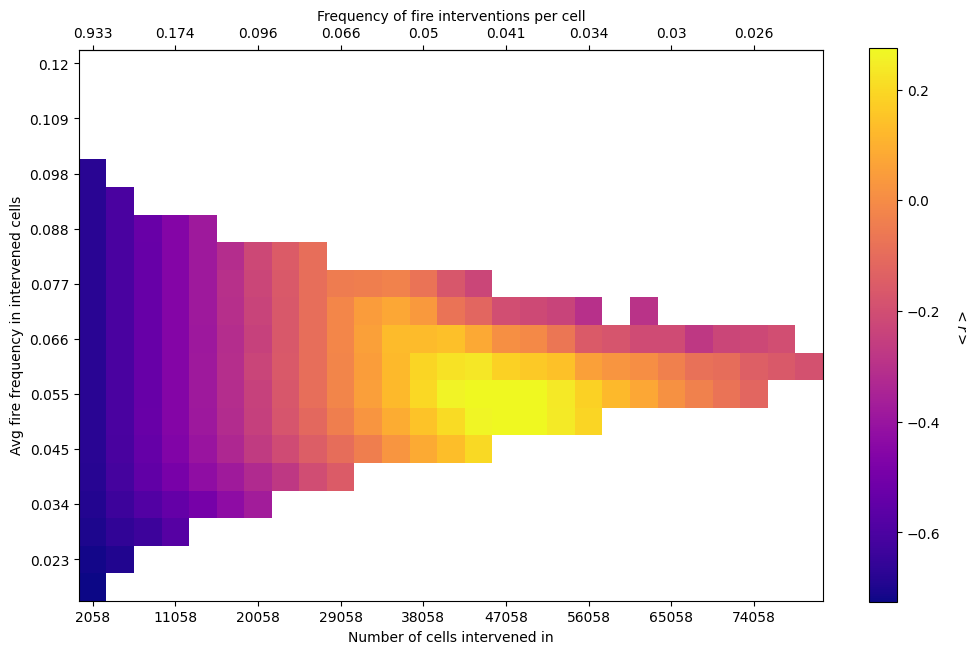 Frequency of fire interventions per cell
0.933 0.174 0.096 0.066 0.05 0.041 0.034 0.03 0.026
0.12
0.109
0.098
0.088
0.077
0.066
0.055
0.045
0.034
0.023
Avg fire frequency in intervened cells
2058 11058 20058 29058 38058 47058 56058 65058 74058
Number of cells intervened in
0.2
0.0
−0.2
−0.4
−0.6
< r >